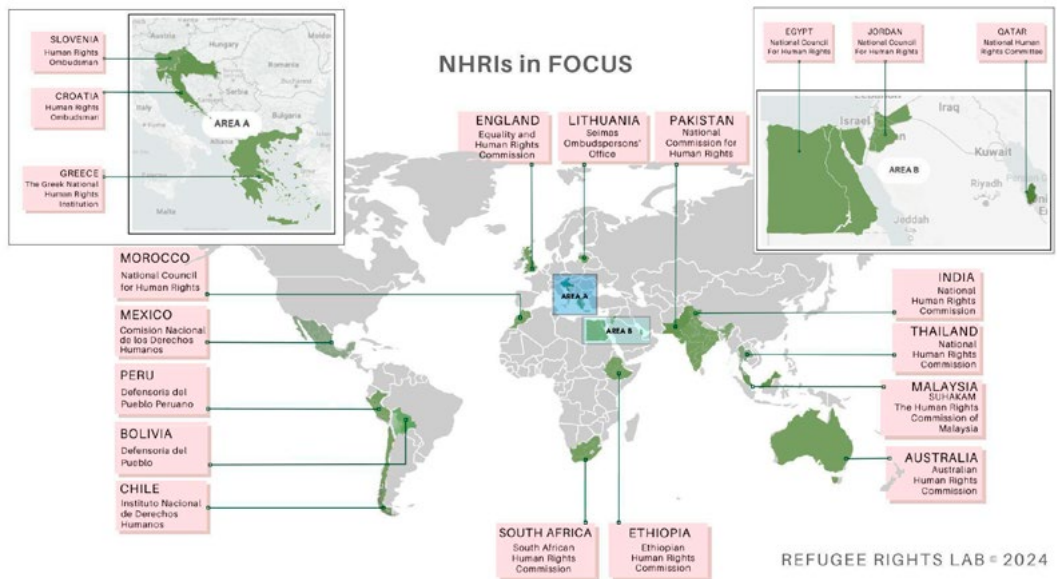 NHRIs in FOCUS
SLOVENIA
Human Rights
Ombudsman
CROATIA
Human Rights
Ombudsman
GREECE
The Greek National
Human Rights
Institution
Austria
Hungary
Romania
Serbia
Italy
Bulgaria
AREA A
Albania
Malta
EGYPT
National Council
For Human Rights
JORDAN
National Council
For Human Rights
QATAR
National Human
Rights Committee
Israel
Iraq
Kuwait
AREA B
Riyadh
Jeddah
ENGLAND
Equality and
Human Rights
Commission
LITHUANIA
Seimas
Ombudspersons'
Office
PAKISTAN
National
Commission for
Human Rights
MOROCCO
National Council
for Human Rights
MEXICO
Comisión Nacional
de los Derechos
Humanos
PERU
Defensoria del
Pueblo Peruano
BOLIVIA
Defensoria del
Pueblo
CHILE
Instituto Nacional
de Derechos
Humanos
AREA A
AREA B
INDIA
National
Human Rights
Commission
THAILAND
National
Human Rights
Commission
MALAYSIA
SUHAKAM
The Human Rights
Commission of
Malaysia
AUSTRALIA
Australian
Human Rights
Commission
SOUTH AFRICA
South African
Human Rights
Commission
ETHIOPIA
Ethiopian
Human Rights
Commission
REFUGEE RIGHTS LAB © 2024